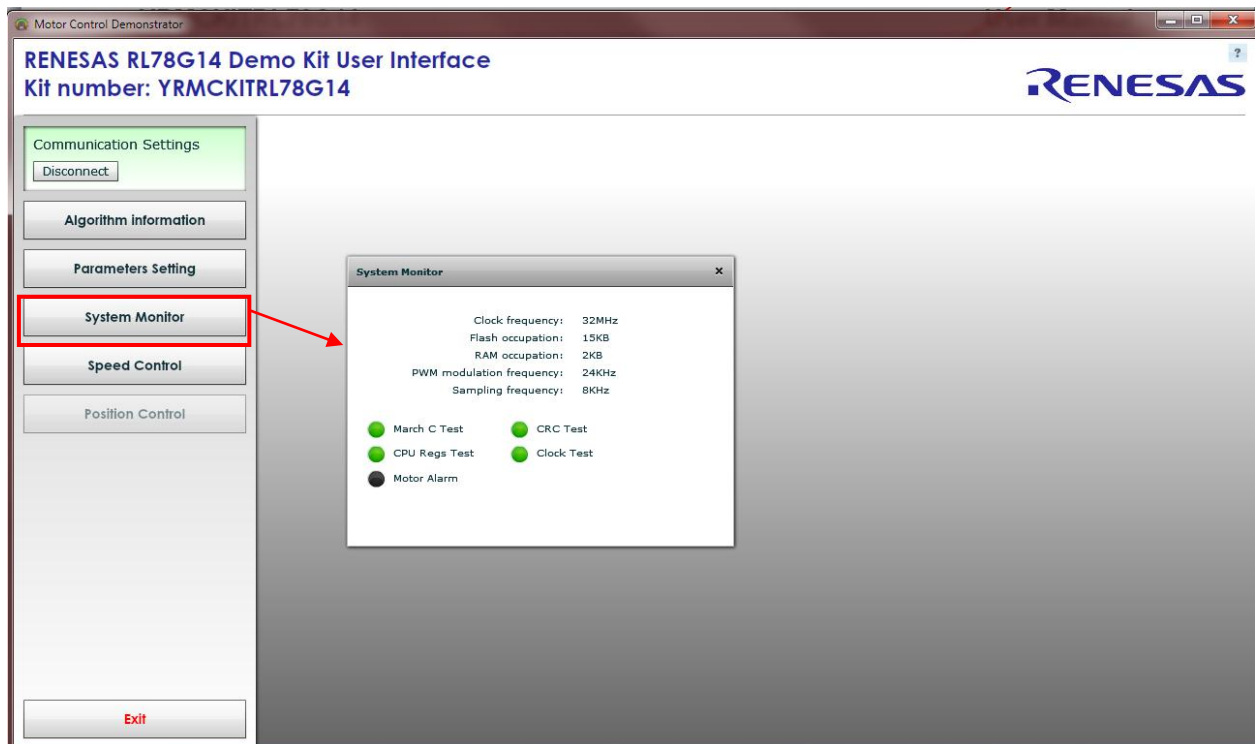 Motor Control Demonstrator
RENESAS RL78G14 Demo Kit User Interface
Kit number: YRMCKITRL78G14
?
RENESAS
Communication Settings
Disconnect
Algorithm information
Parameters Setting
System Monitor
Speed Control
Position Control
Exit
System Monitor x
Clock frequency: 32MHz
Flash occupation: 15KB
RAM occupation: 2KB
PWM modulation frequency: 24KHz
Sampling frequency: 8KHz
March C Test CRC Test
CPU Regs Test Clock Test
Motor Alarm